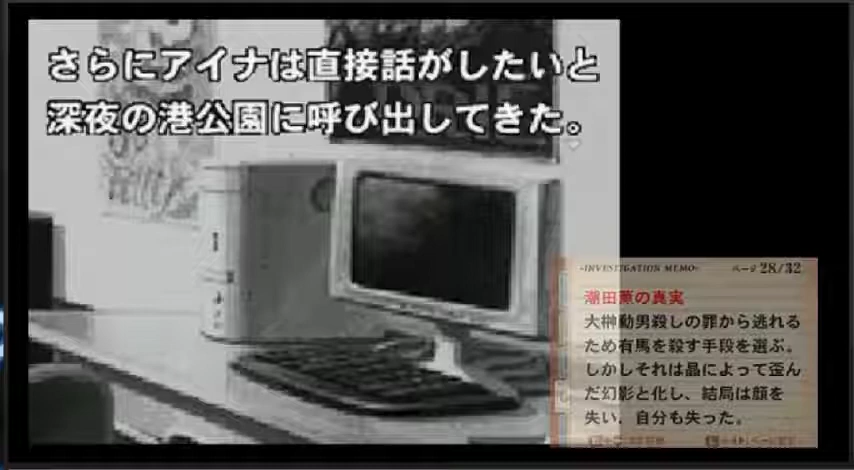 さらにアイナは直接話がしたいと
深夜の港公園に呼び出してきた。
-INVESTIGATION MEMO-
ページ 28/32
潮田薫の真実
大榊動男殺しの罪から逃れる
ため有馬を殺す手段を選ぶ。
しかしそれは晶によって歪ん
だ幻影と化し、結局は顔を
失い、自分も失った。